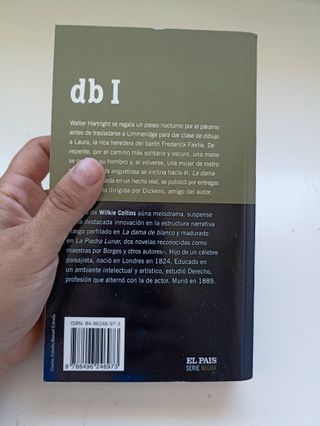 db I
Walter Hartright se regala un paseo nocturno por el páramo
antes de trasladarse a Limmeridge para dar clase de dibujo
a Laura, la rica heredera del barón Frederick Fairlie. De
repente, por el camino más solitario y oscuro, una mano
se su hombro y, al volverse, una mujer de rostro
angustiosa se inclina hacia él. La dama
en un hecho real, se publicó por entregas
dirigida por Dickens, amigo del autor.
de Wilkie Collins aúna melodrama, suspense
destacada innovación en la estructura narrativa
perfilado en La dama de blanco y madurado
en La Piedra Lunar, dos novelas reconocidas como
maestras por Borges y otros autores–. Hijo de un célebre
paisajista, nació en Londres en 1824. Educado en
un ambiente intelectual y artístico, estudió Derecho,
profesión que alternó con la de actor. Murió en 1889.
ISBN: 84-96246-97-3
9 788496 246973
EL PAIS
SERIE NEGRA